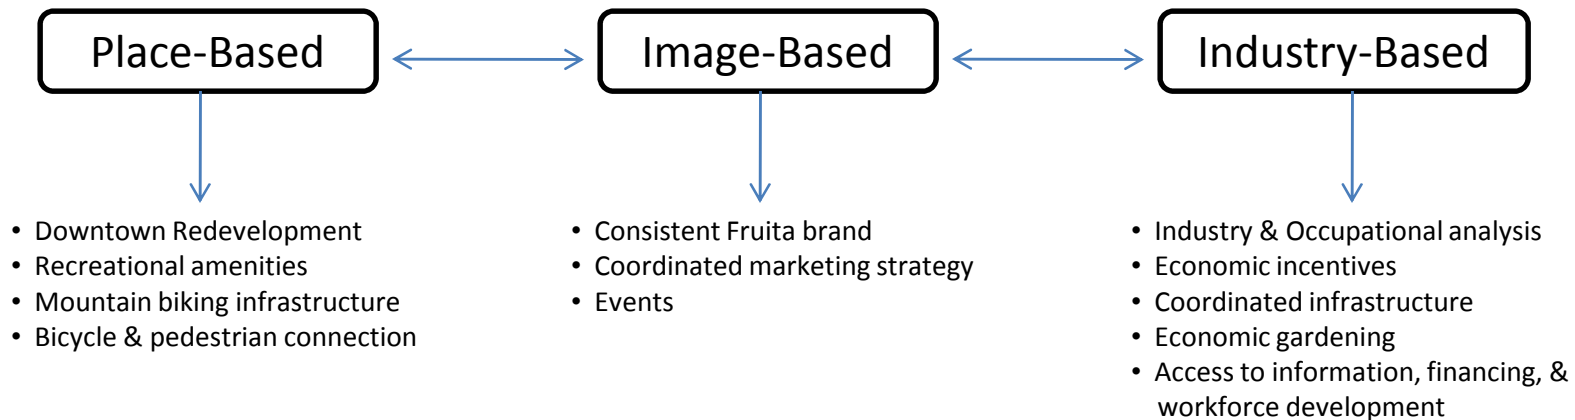 Place-Based
Image-Based
Industry-Based
• Downtown Redevelopment
• Recreational amenities
• Mountain biking infrastructure
• Bicycle & pedestrian connection
• Consistent Fruita brand
• Coordinated marketing strategy
• Events
• Industry & Occupational analysis
• Economic incentives
• Coordinated infrastructure
• Economic gardening
• Access to information, financing, &
workforce development